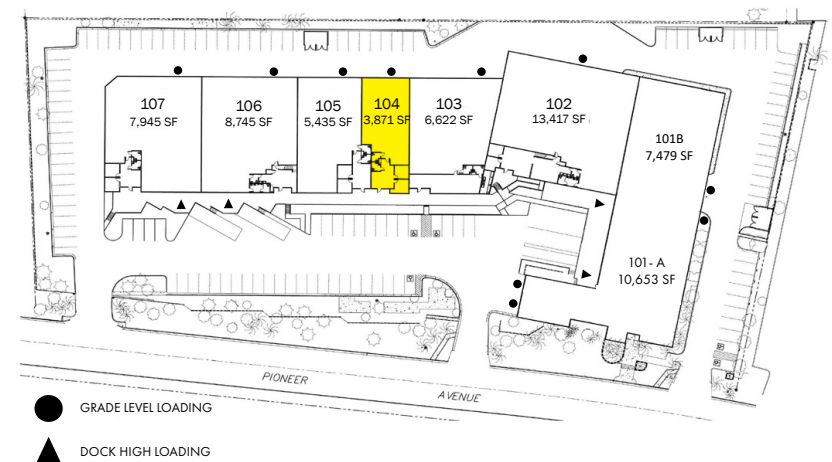 107
7,945 SF
106
8,745 SF
105
5,435 SF
104
3,871 SF
103
6,622 SF
102
13,417 SF
101B
7,479 SF
101- A
10,653 SF
PIONEER AVENUE
GRADE LEVEL LOADING
DOCK HIGH LOADING